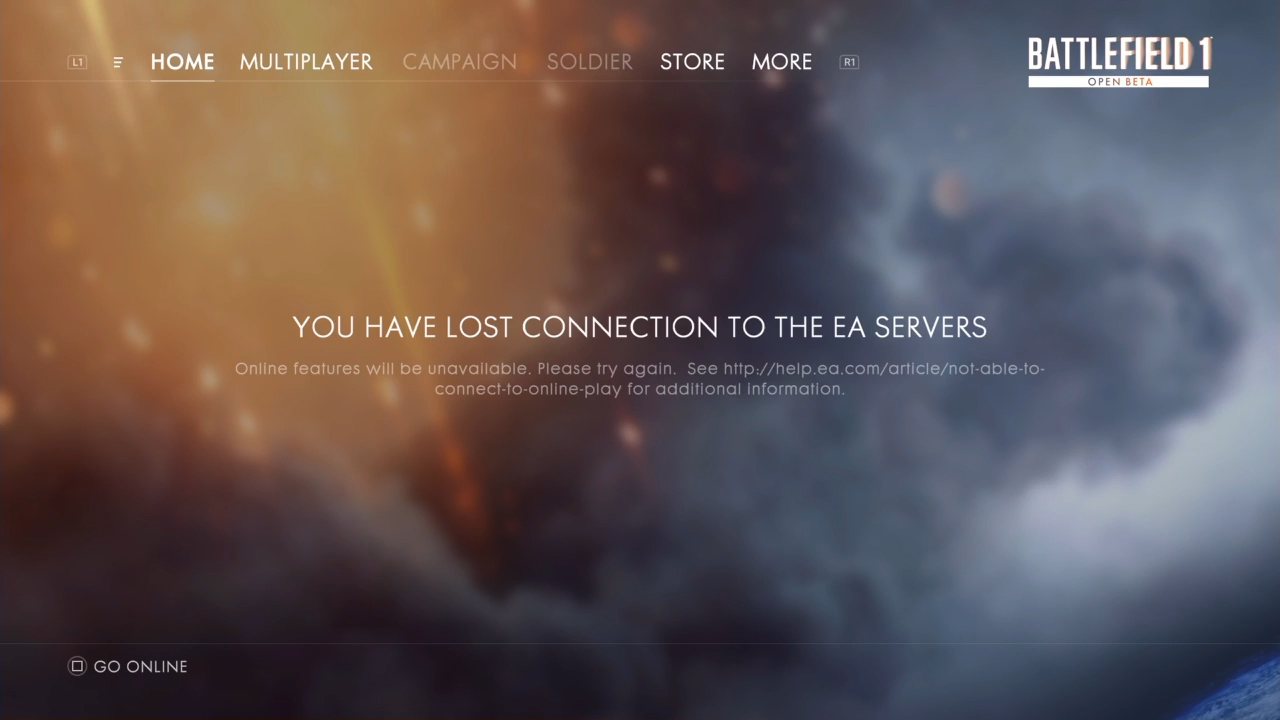 L1 HOME MULTIPLAYER CAMPAIGN SOLDIER STORE MORE R1
BATTLEFIELD 1
OPEN BETA
YOU HAVE LOST CONNECTION TO THE EA SERVERS
Online features will be unavailable. Please try again.  See http://help.ea.com/article/not-able-to-
connect-to-online-play for additional information.
GO ONLINE